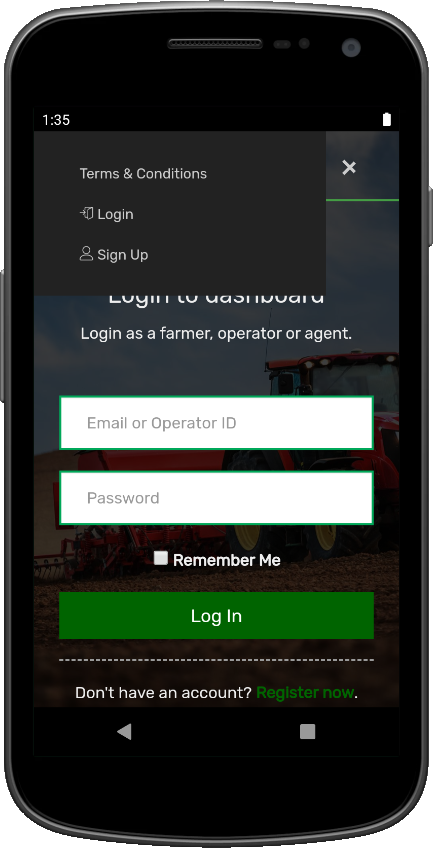 1:35
Terms & Conditions
Login
Sign Up
Login to dashboard
Login as a farmer, operator or agent.
Email or Operator ID
Password
Remember Me
Log In
Don't have an account? Register now.